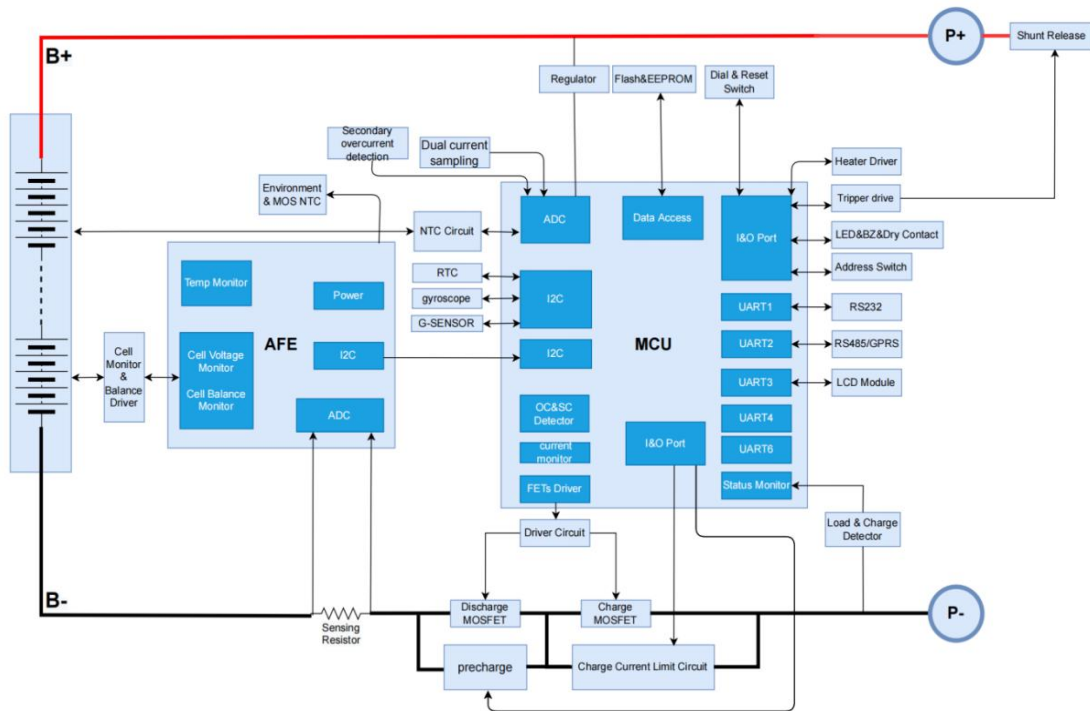 B+
P+
Shunt Release
Regulator
Flash&EEPROM
Dial & Reset
Switch
Secondary
overcurrent
detection
Dual current
sampling
Environment
& MOS NTC
NTC Circuit
ADC
Data Access
I&O Port
Heater Driver
Tripper drive
LED&BZ&Dry Contact
Address Switch
Temp Monitor
Power
RTC
gyroscope
G-SENSOR
I2C
UART1
RS232
AFE
MCU
Cell
Monitor
&
Balance
Driver
Cell Voltage
Monitor
Cell Balance
Monitor
I2C
I2C
UART2
RS485/GPRS
UART3
LCD Module
ADC
OC&SC
Detector
current
monitor
FETs Driver
I&O Port
UART4
UART6
Status Monitor
Driver Circuit
Load & Charge
Detector
B-
Sensing
Resistor
Discharge
MOSFET
Charge
MOSFET
P-
precharge
Charge Current Limit Circuit